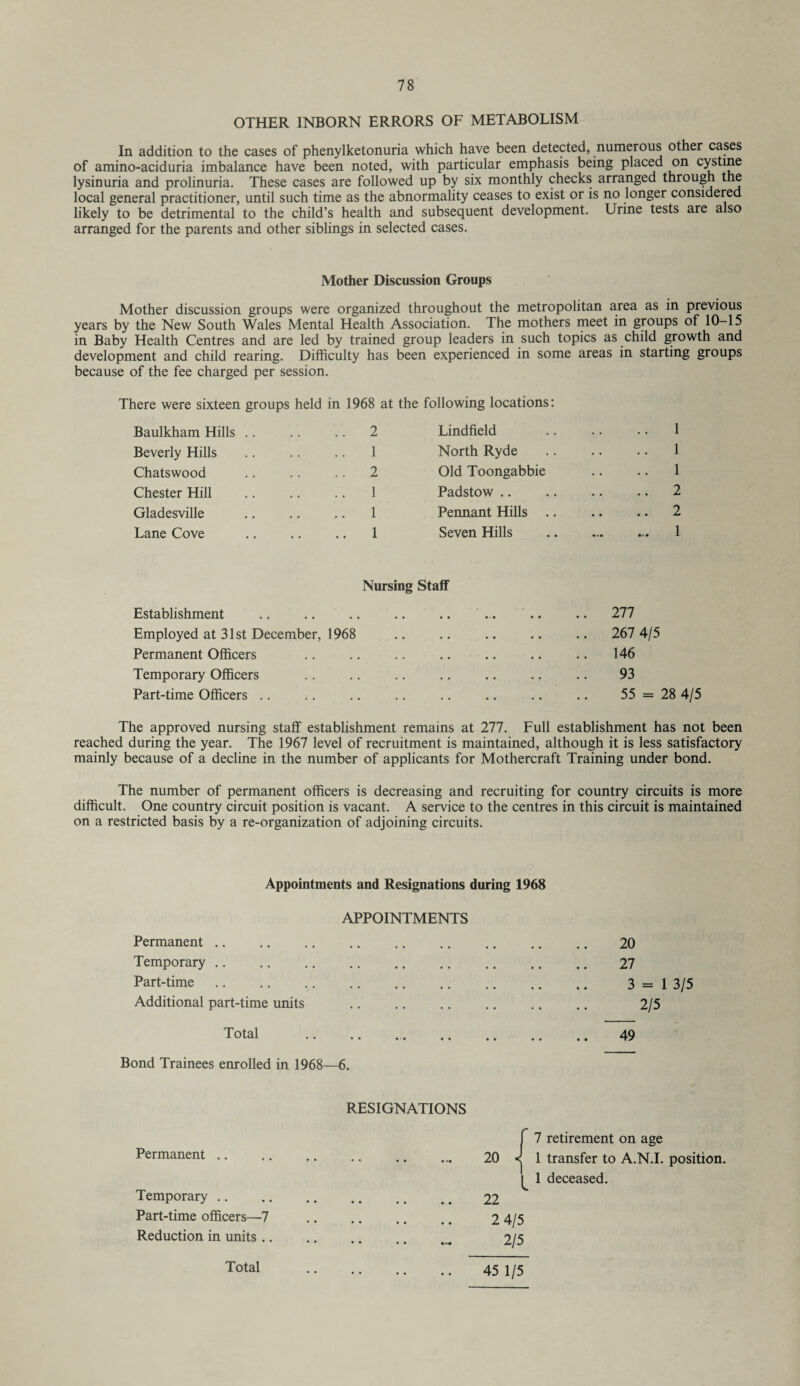 78
OTHER INBORN ERRORS OF METABOLISM
In addition to the cases of phenylketonuria which have been detected, numerous other cases
of amino-aciduria imbalance have been noted, with particular emphasis being placed on cystine
lysinuria and prolinuria. These cases are followed up by six monthly checks arranged through the
local general practitioner, until such time as the abnormality ceases to exist or is no longer considered
likely to be detrimental to the child's health and subsequent development. Urine tests are also
arranged for the parents and other siblings in selected cases.
Mother Discussion Groups
Mother discussion groups were organized throughout the metropolitan area as in previous
years by the New South Wales Mental Health Association. The mothers meet in groups of 10–15
in Baby Health Centres and are led by trained group leaders in such topics as child growth and
development and child rearing. Difficulty has been experienced in some areas in starting groups
because of the fee charged per session.
There were sixteen groups held in 1968 at the following locations:
Baulkham Hills .. .. .. 2 Lindfield .. .. .. 1
Beverly Hills .. .. .. 1 North Ryde .. .. .. 1
Chatswood .. .. .. 2 Old Toongabbie .. .. 1
Chester Hill .. .. .. 1 Padstow .. .. .. .. 2
Gladesville .. .. .. 1 Pennant Hills .. .. .. 2
Lane Cove .. .. .. 1 Seven Hills .. ... ... 1
Nursing Staff
Establishment .. .. .. .. .. .. .. .. 277
Employed at 31st December, 1968 .. .. .. .. .. 267 4/5
Permanent Officers .. .. .. .. .. .. .. 146
Temporary Officers .. .. .. .. .. .. .. 93
Part-time Officers .. .. .. .. .. .. .. .. 55 = 28 4/5
The approved nursing staff establishment remains at 277. Full establishment has not been
reached during the year. The 1967 level of recruitment is maintained, although it is less satisfactory
mainly because of a decline in the number of applicants for Mothercraft Training under bond.
The number of permanent officers is decreasing and recruiting for country circuits is more
difficult. One country circuit position is vacant. A service to the centres in this circuit is maintained
on a restricted basis by a re-organization of adjoining circuits.
Appointments and Resignations during 1968
APPOINTMENTS
Permanent .. .. .. .. .. .. .. .. .. 20
Temporary .. .. .. .. .. .. .. .. .. 27
Part-time .. .. .. .. .. .. .. .. .. 3 = 1 3/5
Additional part-time units .. .. .. .. .. .. 2/5
Total .. .. .. .. .. .. .. 49
Bond Trainees enrolled in 1968—6.
RESIGNATIONS
7 retirement on age
Permanent .. .. .. .. .. ... 20 { 1 transfer to A.N.I. position.
1 deceased.
Temporary .. .. .. .. .. .. 22
Part-time officers—7 .. .. .. .. 2 4/5
Reduction in units .. .. .. .. ... 2/5
Total .. .. .. .. 45 1/5